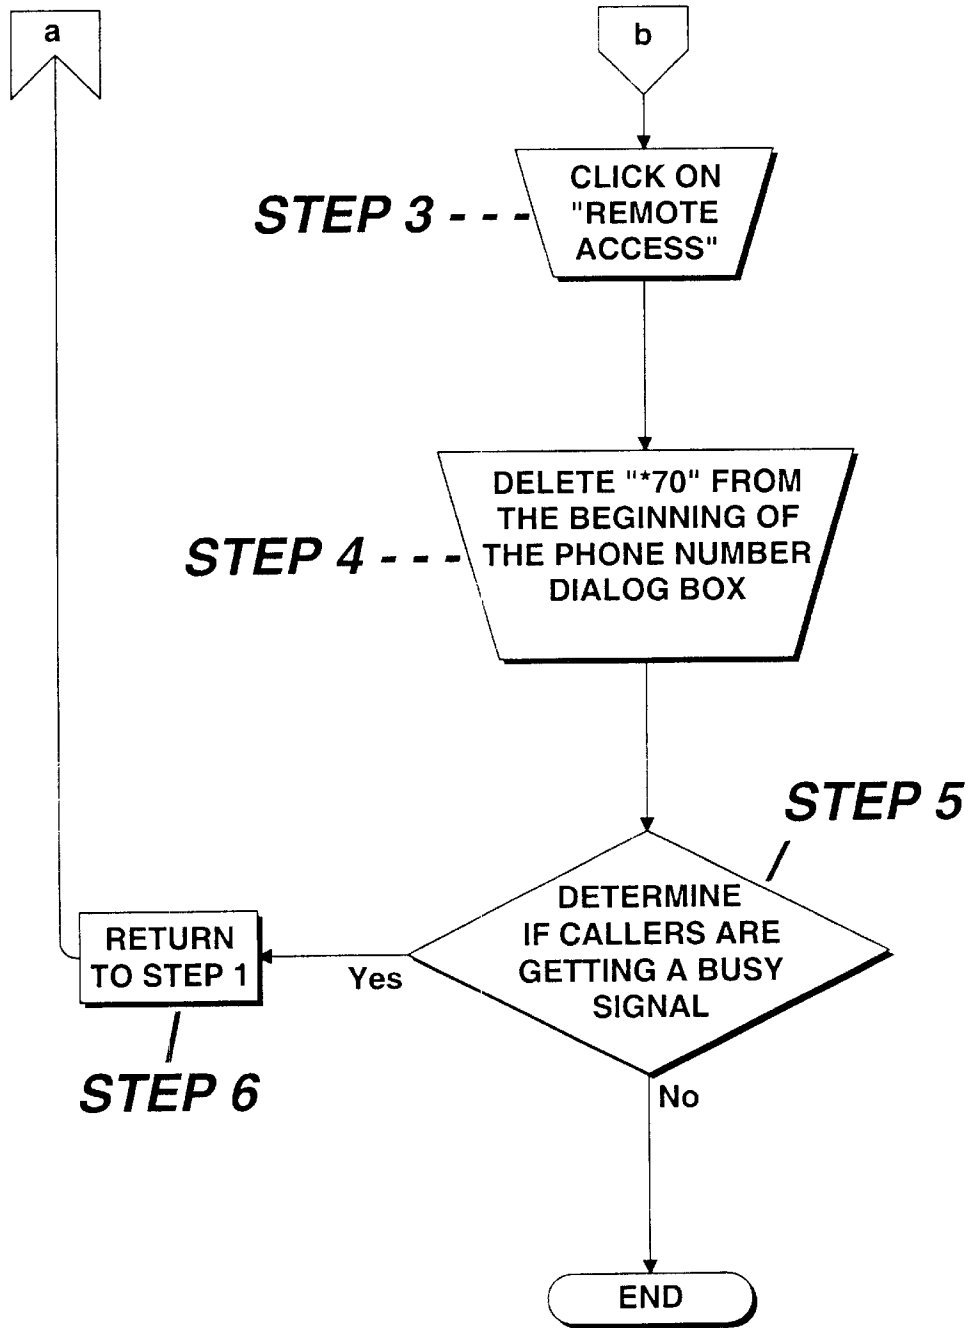 a
b
CLICK ON
"REMOTE
ACCESS"
STEP 3 - - -
DELETE "*70" FROM
THE BEGINNING OF
THE PHONE NUMBER
DIALOG BOX
STEP 4 - - -
STEP 5
DETERMINE
IF CALLERS ARE
GETTING A BUSY
SIGNAL
Yes
RETURN
TO STEP 1
STEP 6
No
END